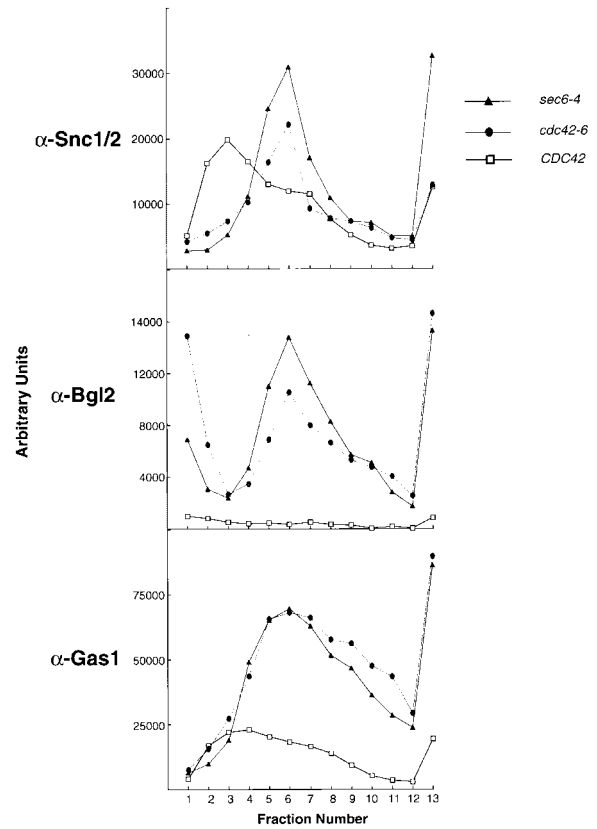 30000
20000
10000
α-Snc1/2
sec6-4
cdc42-6
CDC42
14000
12000
8000
4000
α-Bgl2
Arbitrary Units
75000
50000
25000
α-Gas1
1 2 3 4 5 6 7 8 9 10 11 12 13
Fraction Number